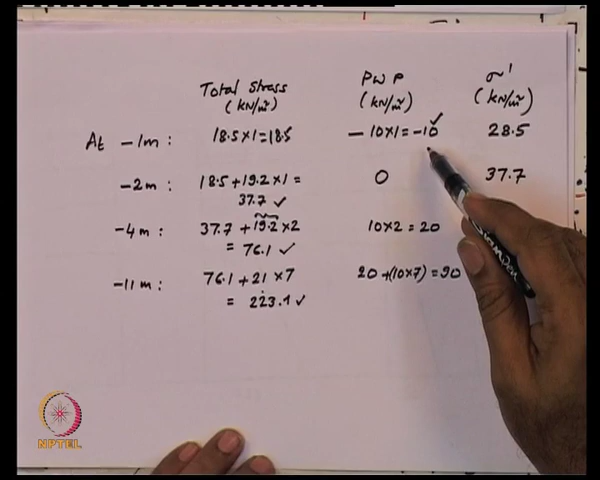 Total Stress PWP σ'
(kN/m²) (kN/m²) (kN/m²)
At -1m: 18.5×1=18.5 -10×1=-10 ✓ 28.5
-2m: 18.5+19.2×1= 0 37.7
37.7 ✓
-4m: 37.7+19.2×2 10×2=20
= 76.1 ✓
-11m: 76.1+21×7 20+(10×7)=90
= 223.1 ✓
NPTEL